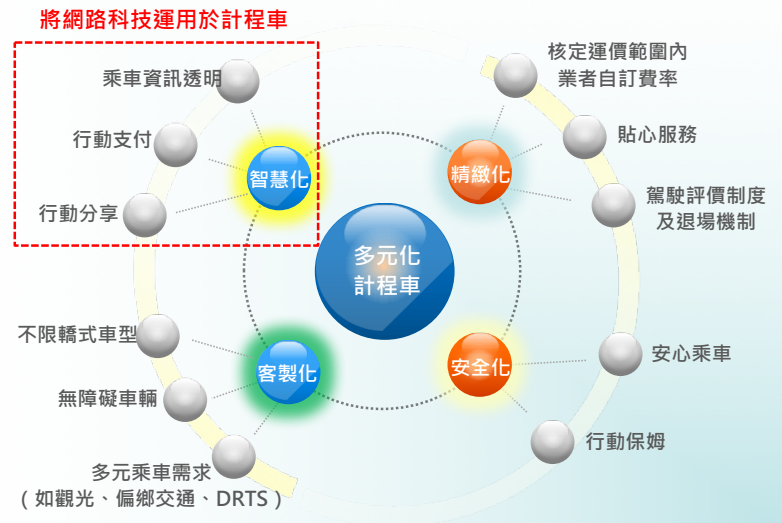 將網路科技運用於計程車
乘車資訊透明
行動支付
行動分享
智慧化
核定運價範圍內
業者自訂費率
貼心服務
駕駛評價制度
及退場機制
精緻化
多元化
計程車
不限轎式車型
無障礙車輛
多元乘車需求
（如觀光、偏鄉交通、DRTS）
客製化
安全化
安心乘車
行動保姆